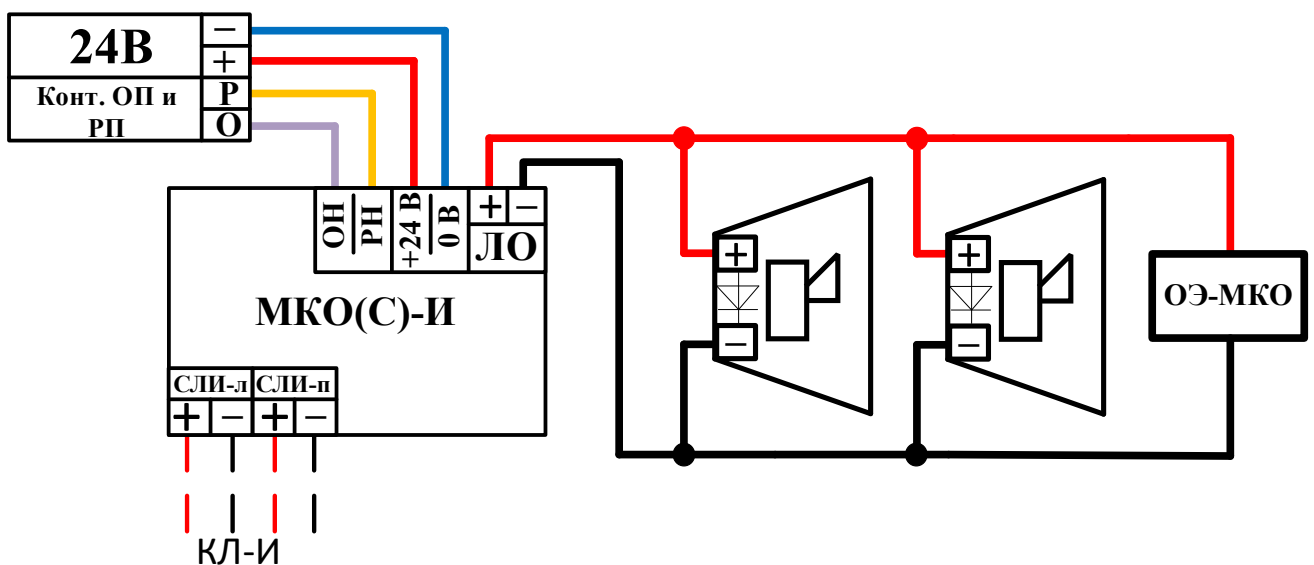 24В
−
+
Конт. ОП и
РП
Р
О
ОН
РН
+24 В
0 В
+ −
ЛО
МКО(С)-И
СЛИ-л СЛИ-п
+ − + −
КЛ-И
+
−
+
−
ОЭ-МКО